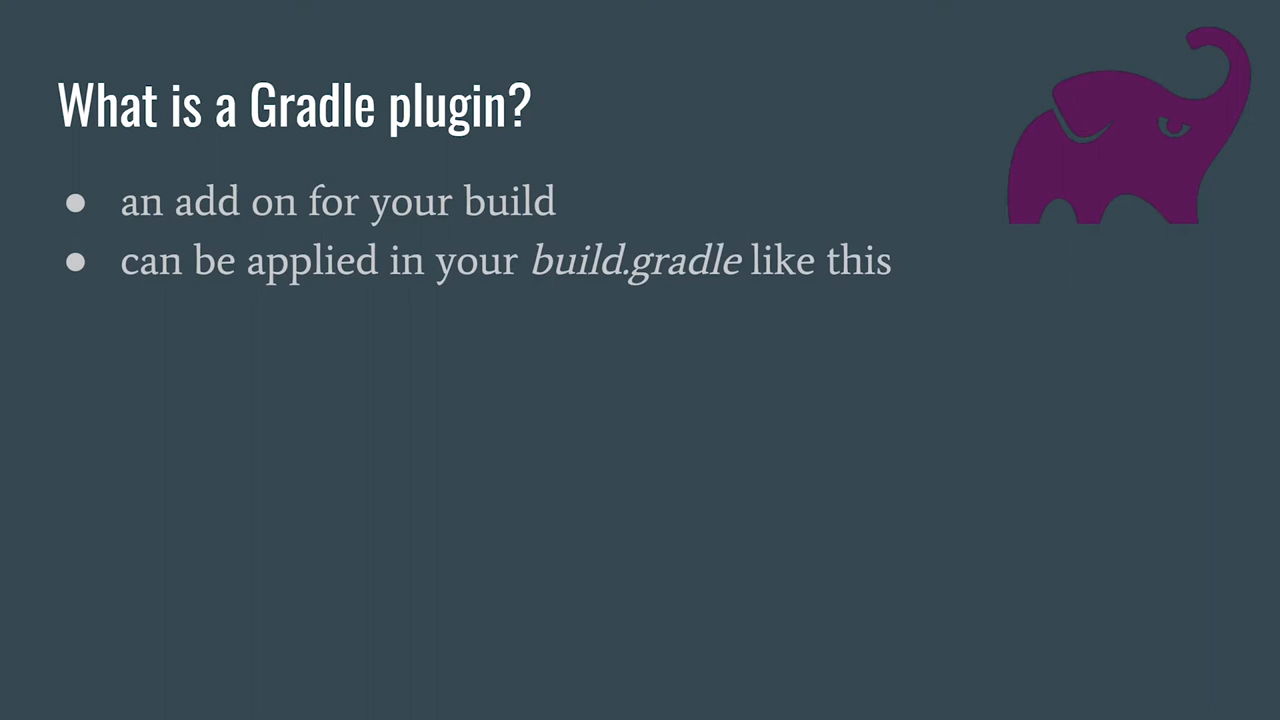 What is a Gradle plugin?
● an add on for your build
● can be applied in your build.gradle like this